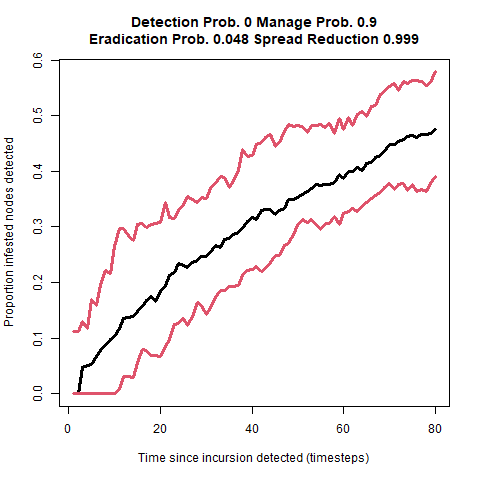 Detection Prob. 0 Manage Prob. 0.9
Eradication Prob. 0.048 Spread Reduction 0.999
Proportion infested nodes detected
0.6
0.5
0.4
0.3
0.2
0.1
0.0
0 20 40 60 80
Time since incursion detected (timesteps)